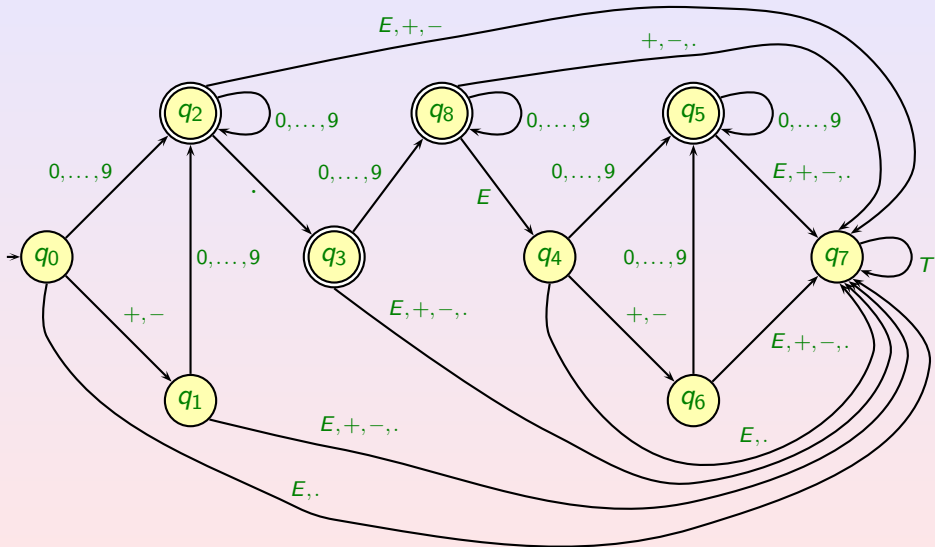 E,+,−
+,−,.
q2
0,...,9
q8
0,...,9
q5
0,...,9
0,...,9
.
0,...,9
E
0,...,9
E,+,−,.
q0
0,...,9
q3
q4
0,...,9
q7
T
+,−
E,+,−,.
+,−
E,+,−,.
q1
q6
E,+,−,.
E,.
E,.